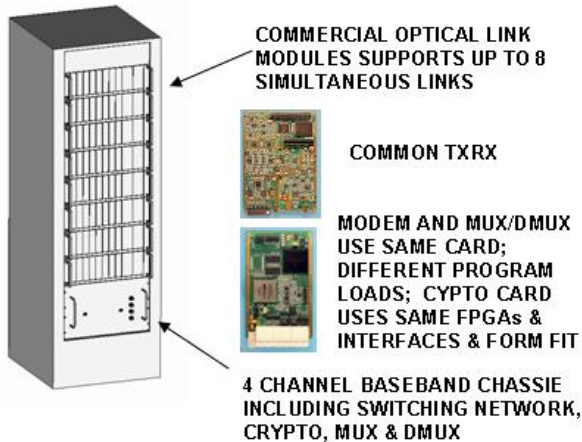 COMMERCIAL OPTICAL LINK
MODULES SUPPORTS UP TO 8
SIMULTANEOUS LINKS
COMMON TXRX
MODEM AND MUX/DMUX
USE SAME CARD;
DIFFERENT PROGRAM
LOADS; CYPTO CARD
USES SAME FPGAs &
INTERFACES & FORM FIT
4 CHANNEL BASEBAND CHASSIE
INCLUDING SWITCHING NETWORK,
CRYPTO, MUX & DMUX